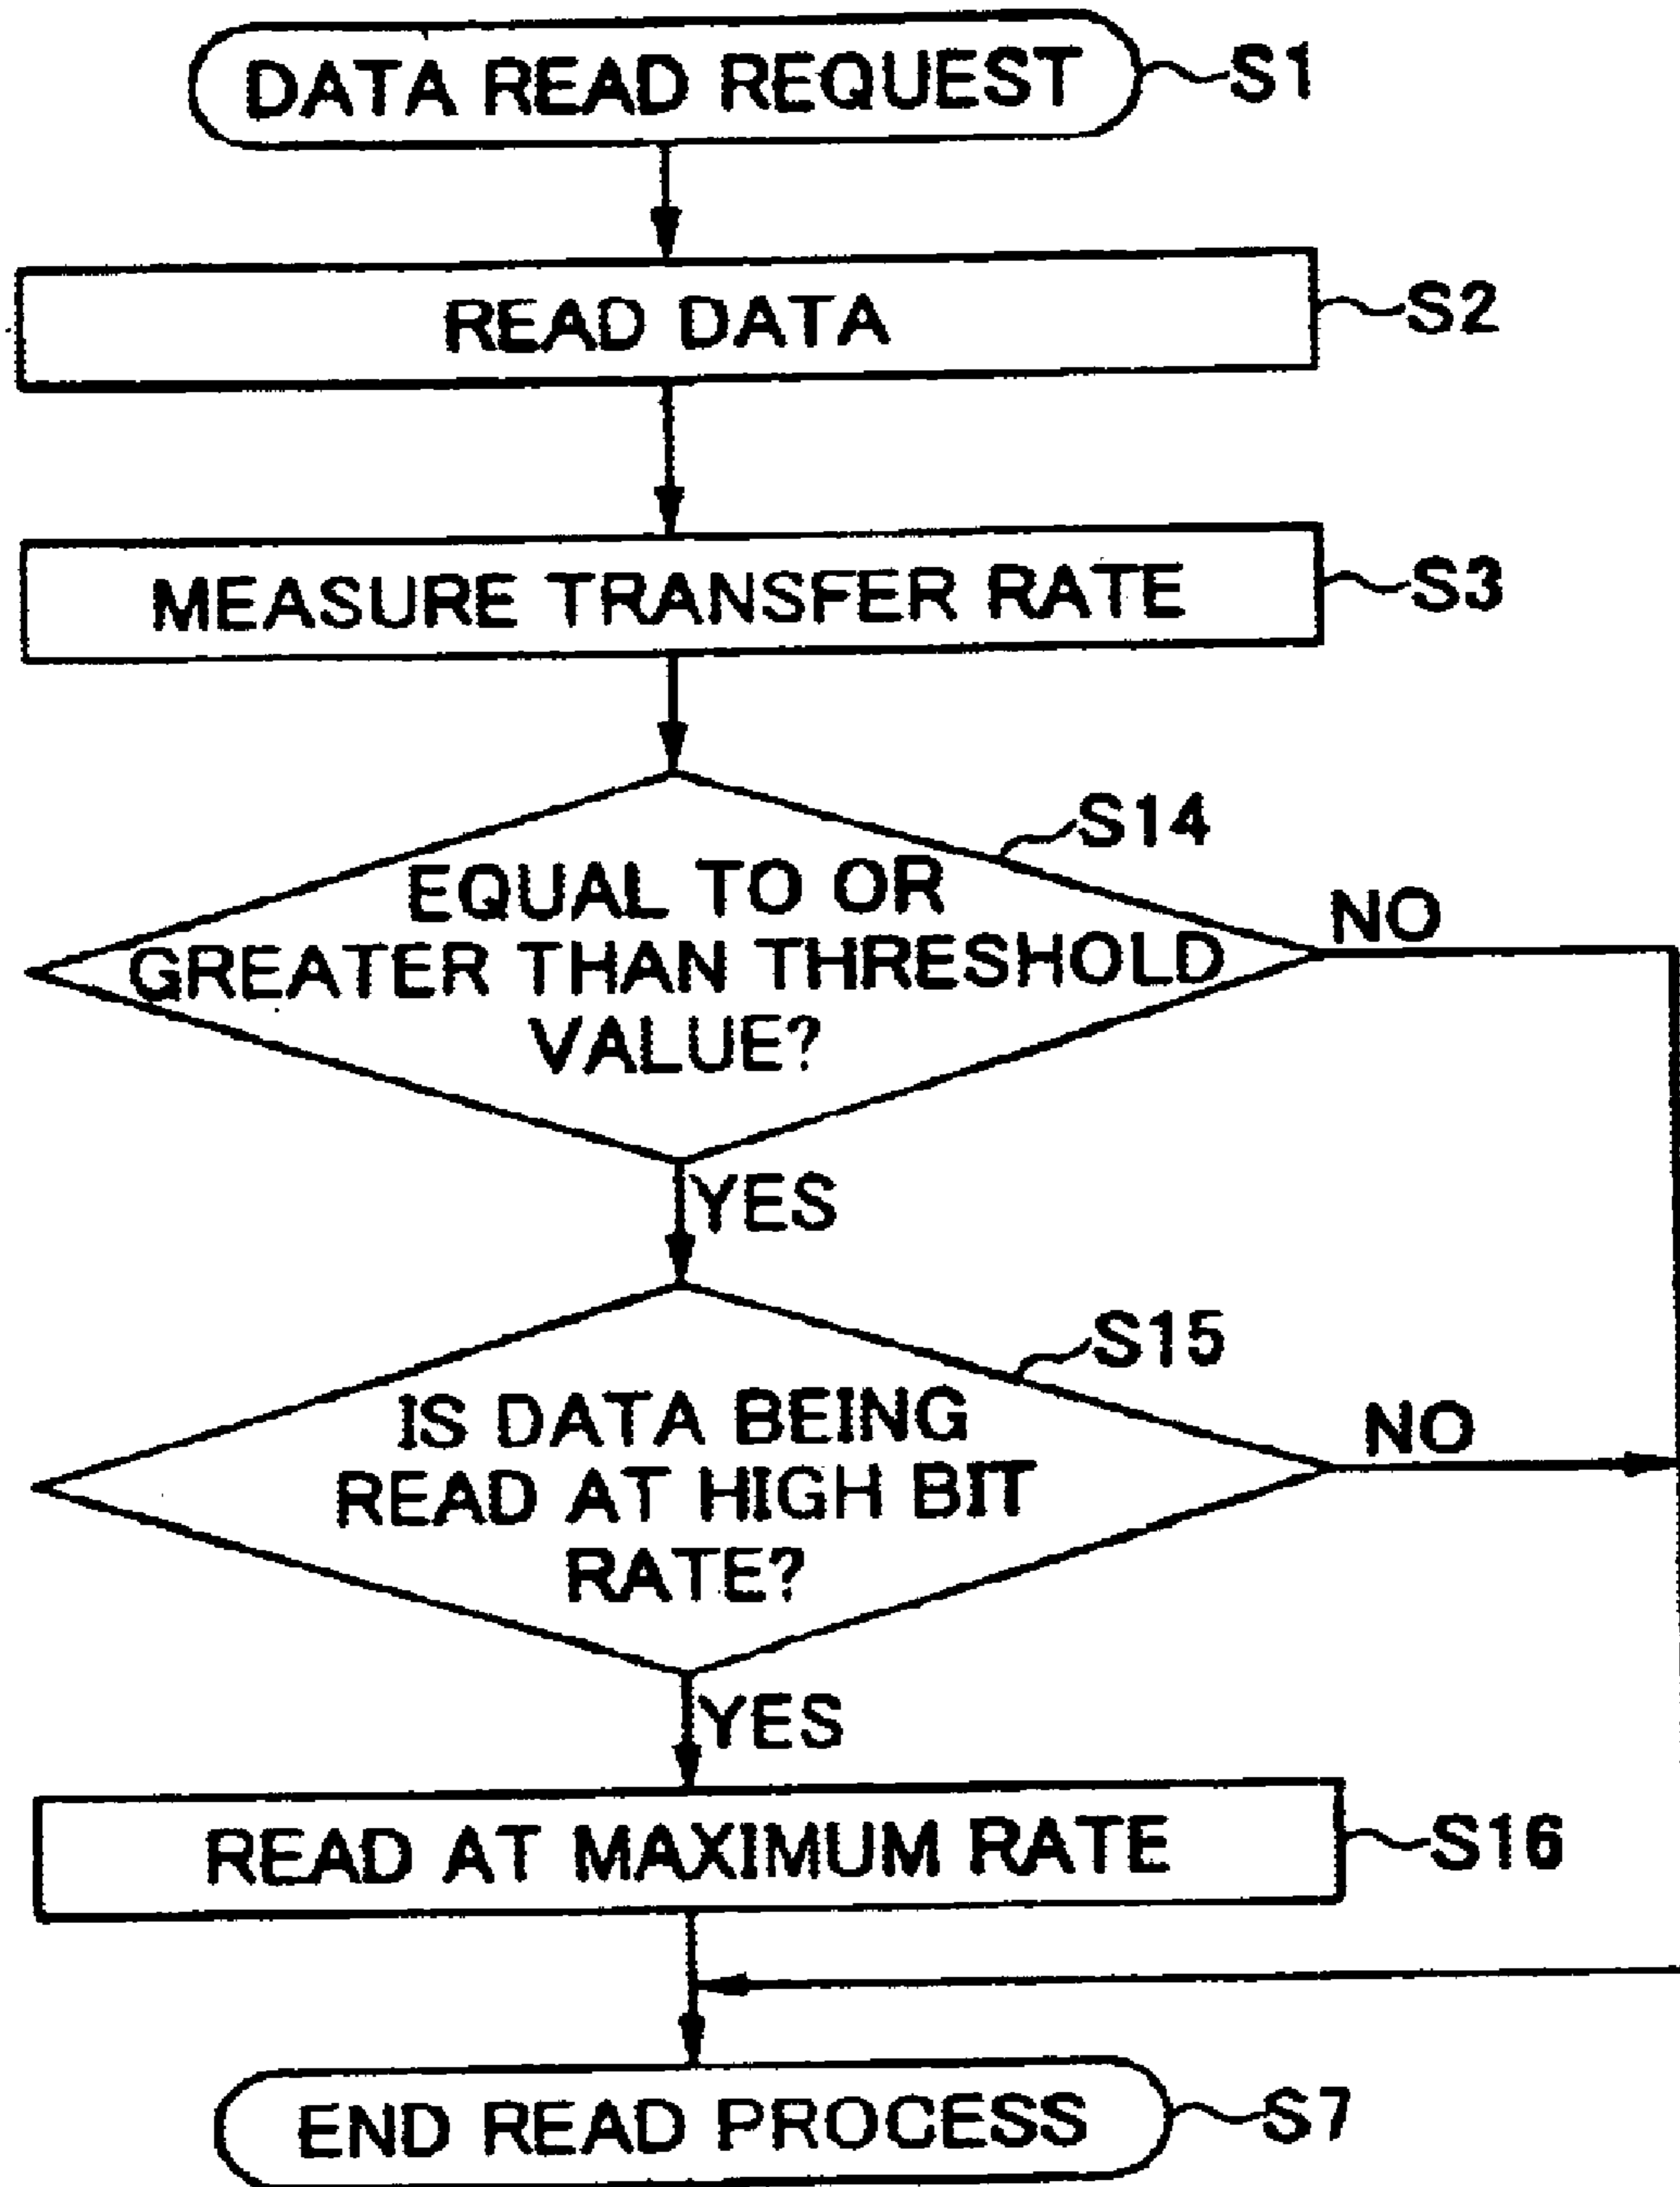 DATA READ REQUEST
S1
READ DATA
S2
MEASURE TRANSFER RATE
S3
S14
EQUAL TO OR
GREATER THAN THRESHOLD
VALUE?
NO
YES
S15
IS DATA BEING
READ AT HIGH BIT
RATE?
NO
YES
READ AT MAXIMUM RATE
S16
END READ PROCESS
S7